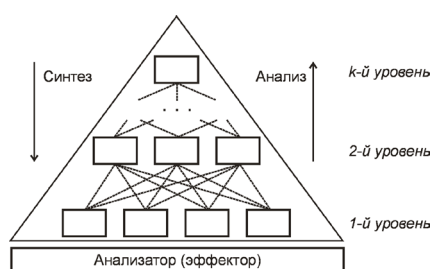 Синтез
Анализ
k-й уровень
. . .
2-й уровень
1-й уровень
Анализатор (эффектор)